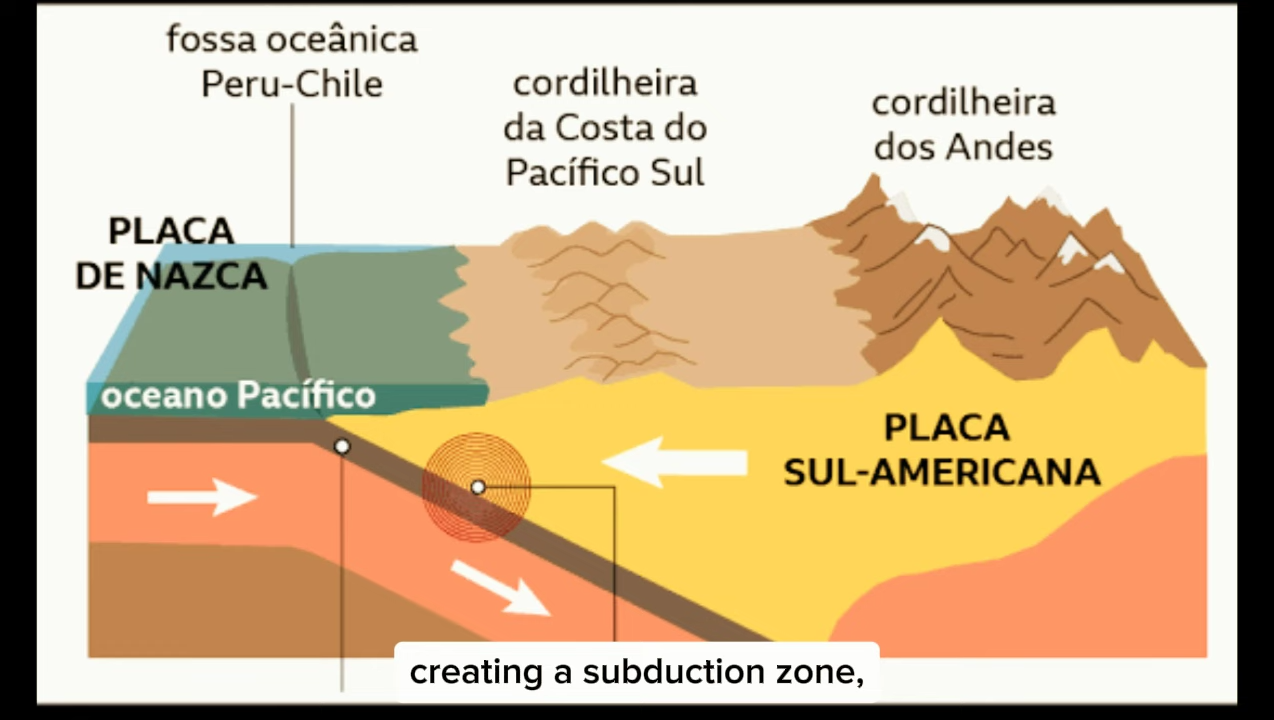 fossa oceânica
Peru-Chile
cordilheira
da Costa do
Pacífico Sul
cordilheira
dos Andes
PLACA
DE NAZCA
oceano Pacífico
PLACA
SUL-AMERICANA
creating a subduction zone,